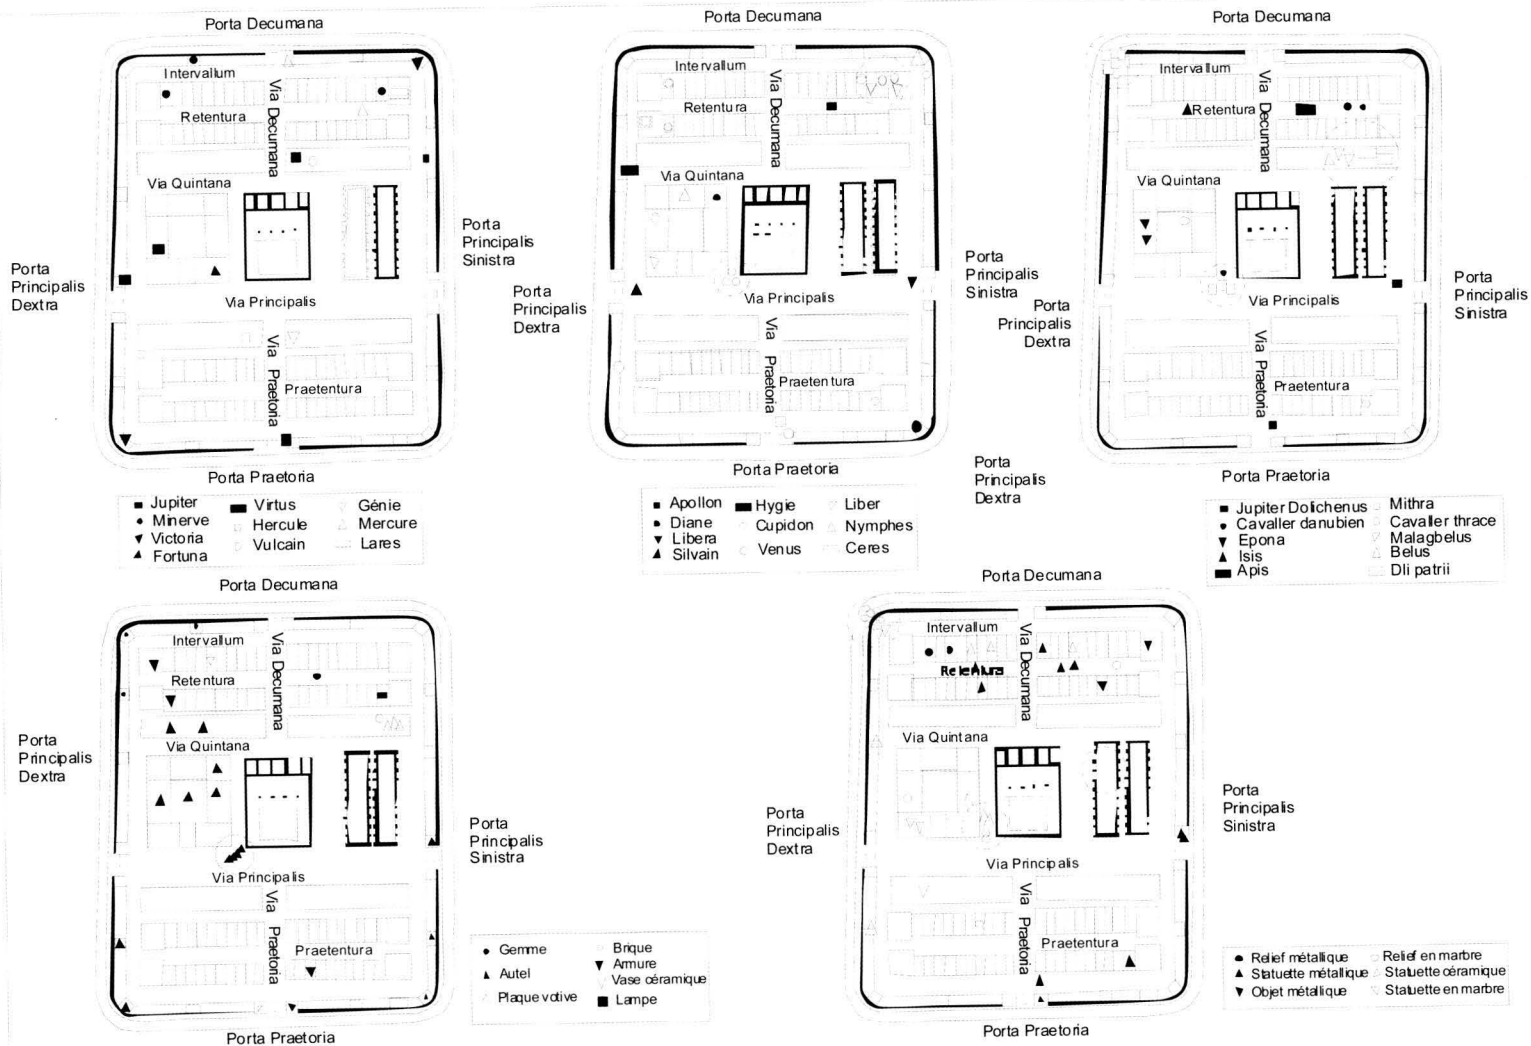 Porta Decumana
Intervallum
Via Decumana
Retentura
Via Quintana
Porta
Principalis
Sinistra
Porta
Principalis
Dextra
Via Principalis
Via Praetoria
Praetentura
Porta Praetoria
Jupiter
Minerve
Victoria
Fortuna
Virtus
Hercule
Vulcain
Génie
Mercure
Lares
Porta Decumana
Intervallum
Via Decumana
Retentura
Via Quintana
Porta
Principalis
Sinistra
Porta
Principalis
Dextra
Via Principalis
Via Praetoria
Praetentura
Porta Praetoria
Apollon
Diane
Libera
Silvain
Hygie
Cupidon
Venus
Liber
Nymphes
Ceres
Porta Decumana
Intervallum
Via Decumana
Retentura
Via Quintana
Porta
Principalis
Sinistra
Porta
Principalis
Dextra
Via Principalis
Via Praetoria
Praetentura
Porta Praetoria
Porta
Principalis
Dextra
Jupiter Dolichenus
Cavaller danubien
Epona
Isis
Apis
Mithra
Cavaller thrace
Malagbelus
Belus
Dli patrii
Porta Decumana
Intervallum
Via Decumana
Retentura
Via Quintana
Porta
Principalis
Dextra
Porta
Principalis
Sinistra
Via Principalis
Via Praetoria
Praetentura
Porta Praetoria
Gemme
Autel
Plaque votive
Brique
Armure
Vase céramique
Lampe
Porta Decumana
Intervallum
Via Decumana
Retentura
Via Quintana
Porta
Principalis
Sinistra
Porta
Principalis
Dextra
Via Principalis
Via Praetoria
Praetentura
Porta Praetoria
Relief métallique
Statuette métallique
Objet métallique
Relief en marbre
Statuette céramique
Statuette en marbre